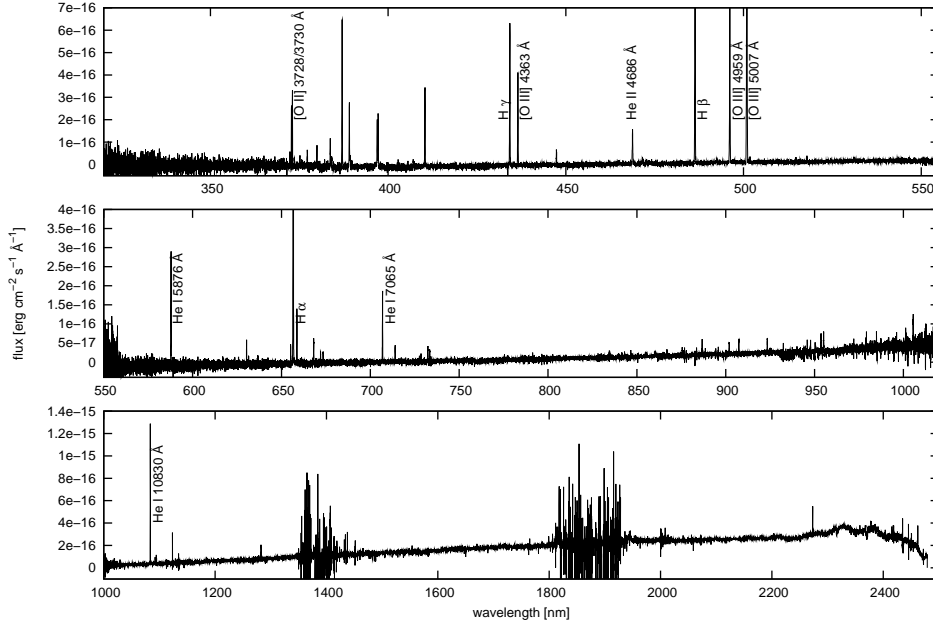 7e−16
6e−16
5e−16
4e−16
3e−16
2e−16
1e−16
0
[O II] 3728/3730 Å
H γ
[O III] 4363 Å
He II 4686 Å
H β
[O III] 4959 Å
[O III] 5007 Å
350
400
450
500
550
flux [erg cm⁻² s⁻¹ Å⁻¹]
4e−16
3.5e−16
3e−16
2.5e−16
2e−16
1.5e−16
1e−16
5e−17
0
He I 5876 Å
H α
He I 7065 Å
550
600
650
700
750
800
850
900
950
1000
1.4e−15
1.2e−15
1e−15
8e−16
6e−16
4e−16
2e−16
0
He I 10830 Å
1000
1200
1400
1600
1800
2000
2200
2400
wavelength [nm]